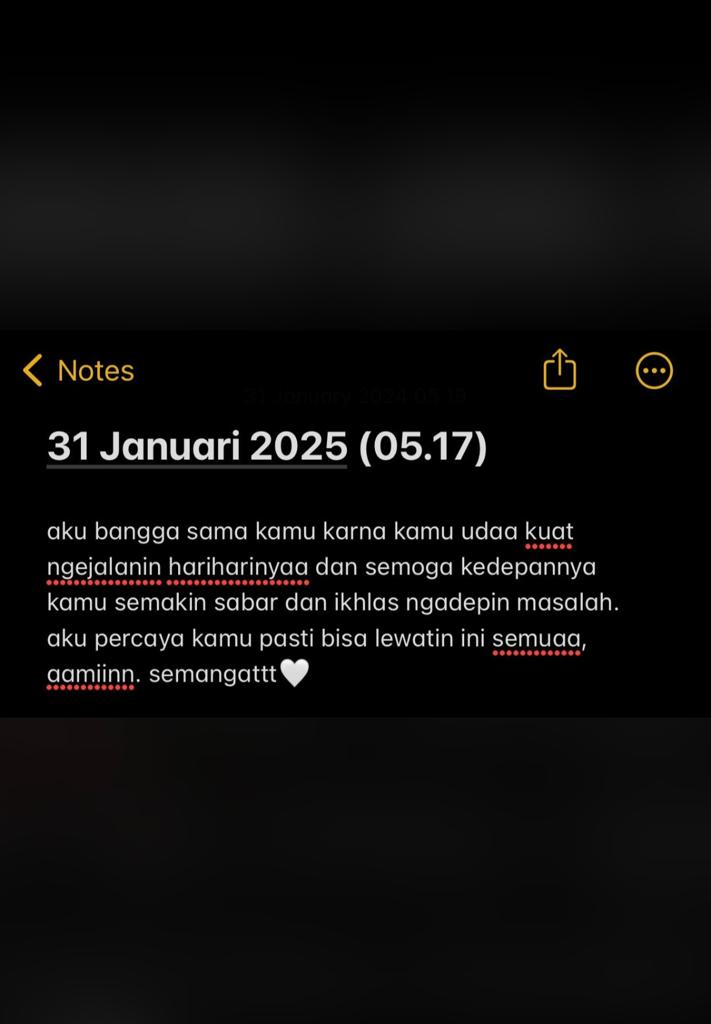 Notes
31 January 2024 05.19
31 Januari 2025 (05.17)
aku bangga sama kamu karna kamu udaa kuat
ngejalanin hariharinyaa dan semoga kedepannya
kamu semakin sabar dan ikhlas ngadepin masalah.
aku percaya kamu pasti bisa lewatin ini semuaa,
aamiinn. semangattt🤍